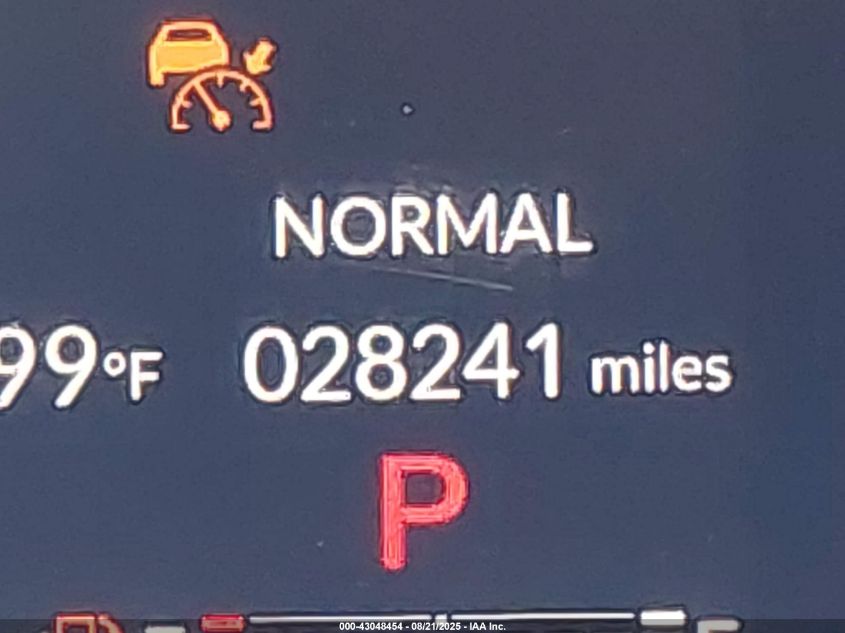 NORMAL
99°F 028241 miles
P
000-43048454 - 08/21/2025 - IAA Inc.